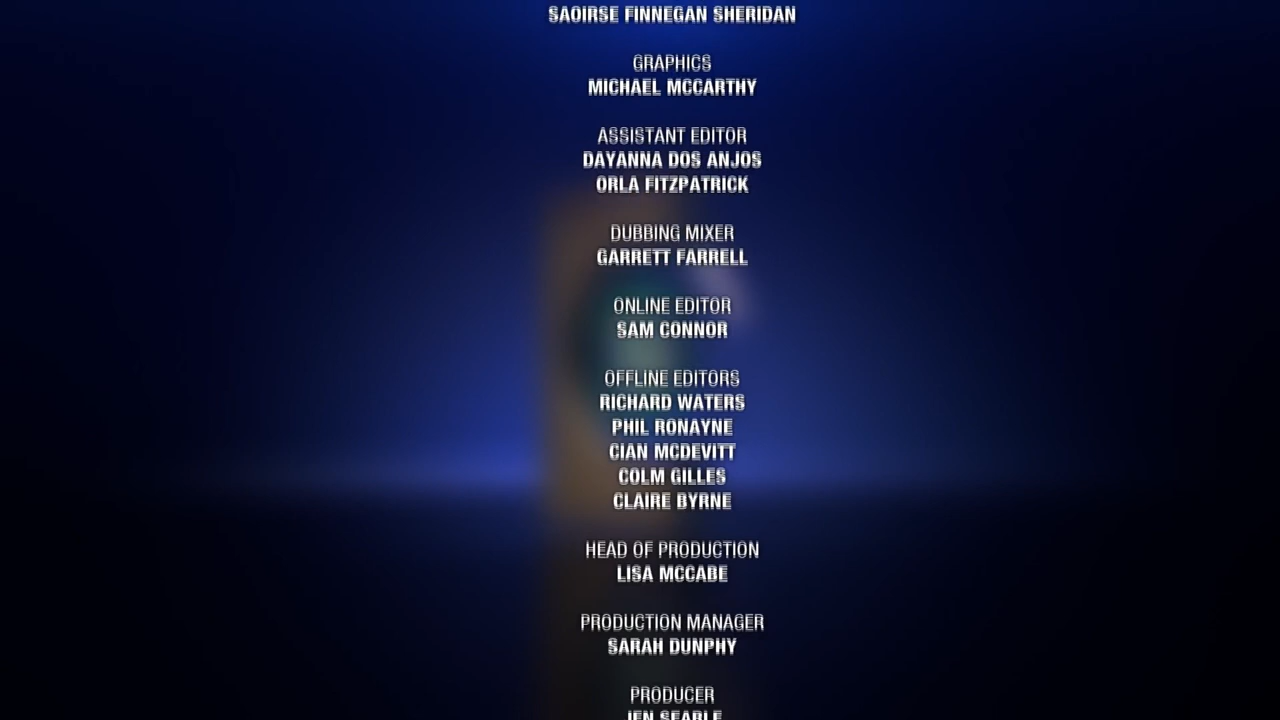 SAOIRSE FINNEGAN SHERIDAN
GRAPHICS
MICHAEL MCCARTHY
ASSISTANT EDITOR
DAYANNA DOS ANJOS
ORLA FITZPATRICK
DUBBING MIXER
GARRETT FARRELL
ONLINE EDITOR
SAM CONNOR
OFFLINE EDITORS
RICHARD WATERS
PHIL RONAYNE
CIAN MCDEVITT
COLM GILLES
CLAIRE BYRNE
HEAD OF PRODUCTION
LISA MCCABE
PRODUCTION MANAGER
SARAH DUNPHY
PRODUCER
JEN SEARLE